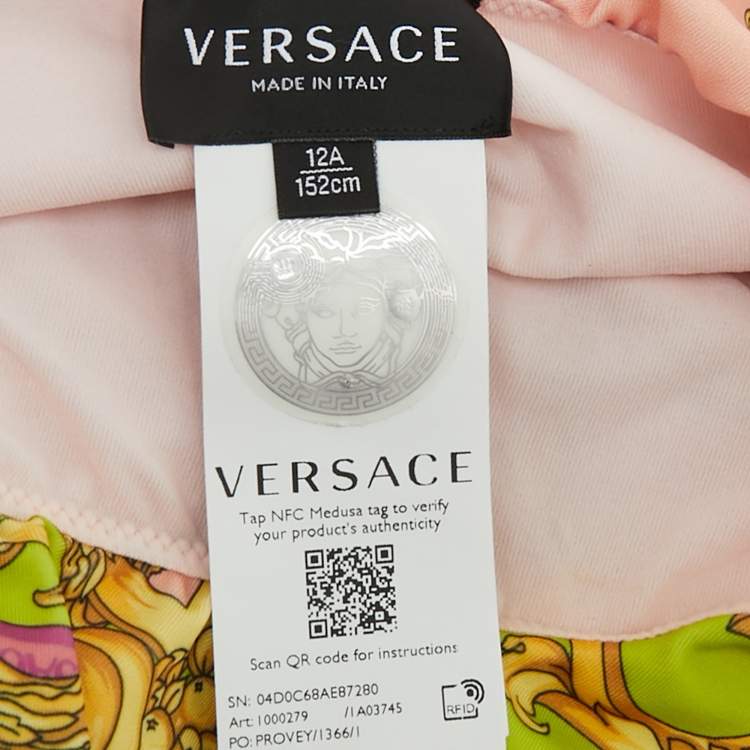 VERSACE
MADE IN ITALY
12A
152cm
VERSACE
Tap NFC Medusa tag to verify
your product's authenticity
Scan QR code for instructions
SN: 04D0C68AE87280
Art: 1000279 /1A03745
PO: PROVEY/1366/1
RFID